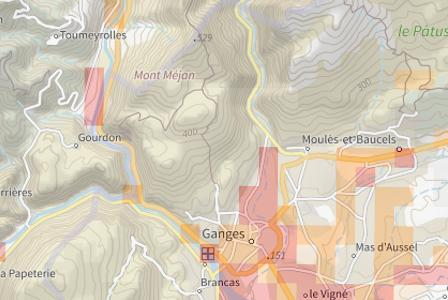 Toumeyrolles
.529
le Patus
Mont Méjan
300
400
Gourdon
Moulès-et-Baucels
rrières
Ganges
.151
Mas d'Aussel
a Papeterie
Brancas
le Vigné